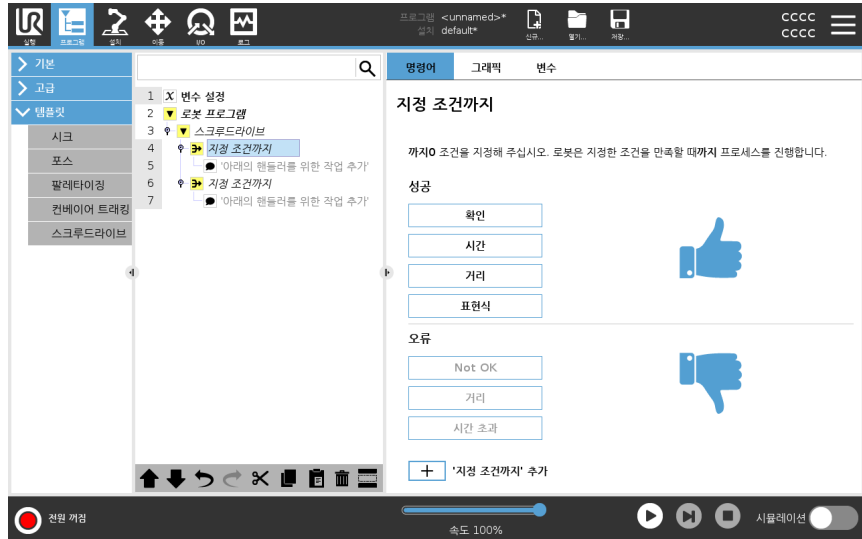 UR
실행
프로그램
설치
이동
I/O
로그
프로그램 <unnamed>*
설치 default*
신규...
열기...
저장...
CCCC
CCCC
기본
고급
템플릿
시크
포스
팔레타이징
컨베이어 트래킹
스크루드라이브
1 X 변수 설정
2 로봇 프로그램
3 스크루드라이브
4 지정 조건까지
5 '아래의 핸들러를 위한 작업 추가'
6 지정 조건까지
7 '아래의 핸들러를 위한 작업 추가'
명령어 그래픽 변수
지정 조건까지
까지0 조건을 지정해 주십시오. 로봇은 지정한 조건을 만족할 때까지 프로세스를 진행합니다.
성공
확인
시간
거리
표현식
오류
Not OK
거리
시간 초과
'지정 조건까지' 추가
전원 꺼짐
속도 100%
시뮬레이션